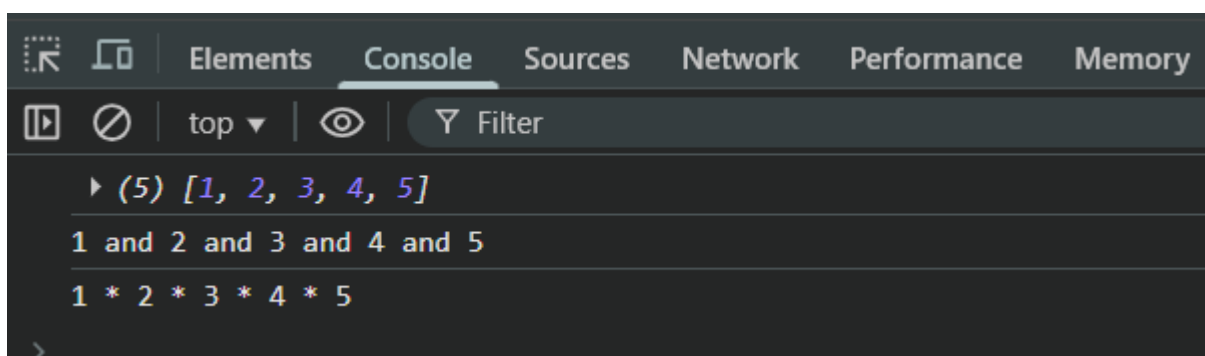 Elements Console Sources Network Performance Memory
top Filter
(5) [1, 2, 3, 4, 5]
1 and 2 and 3 and 4 and 5
1 * 2 * 3 * 4 * 5
>